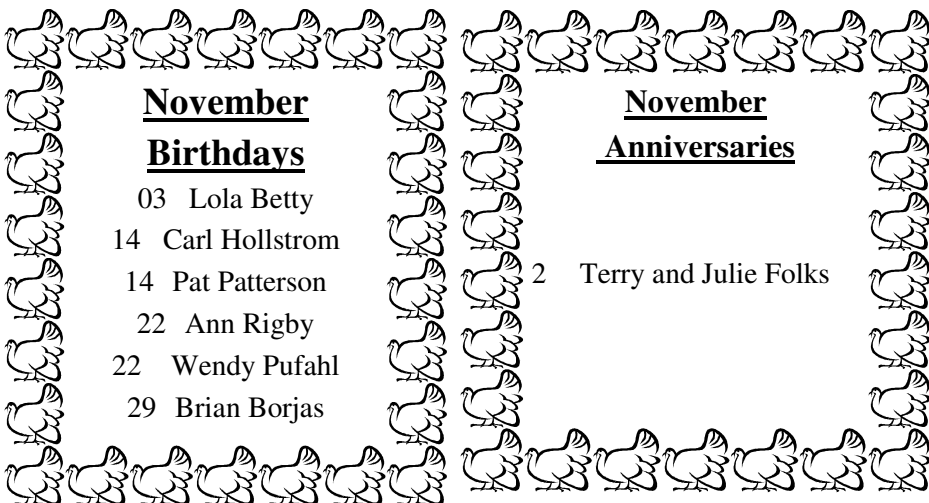 November
Birthdays
03 Lola Betty
14 Carl Hollstrom
14 Pat Patterson
22 Ann Rigby
22 Wendy Pufahl
29 Brian Borjas
November
Anniversaries
2 Terry and Julie Folks